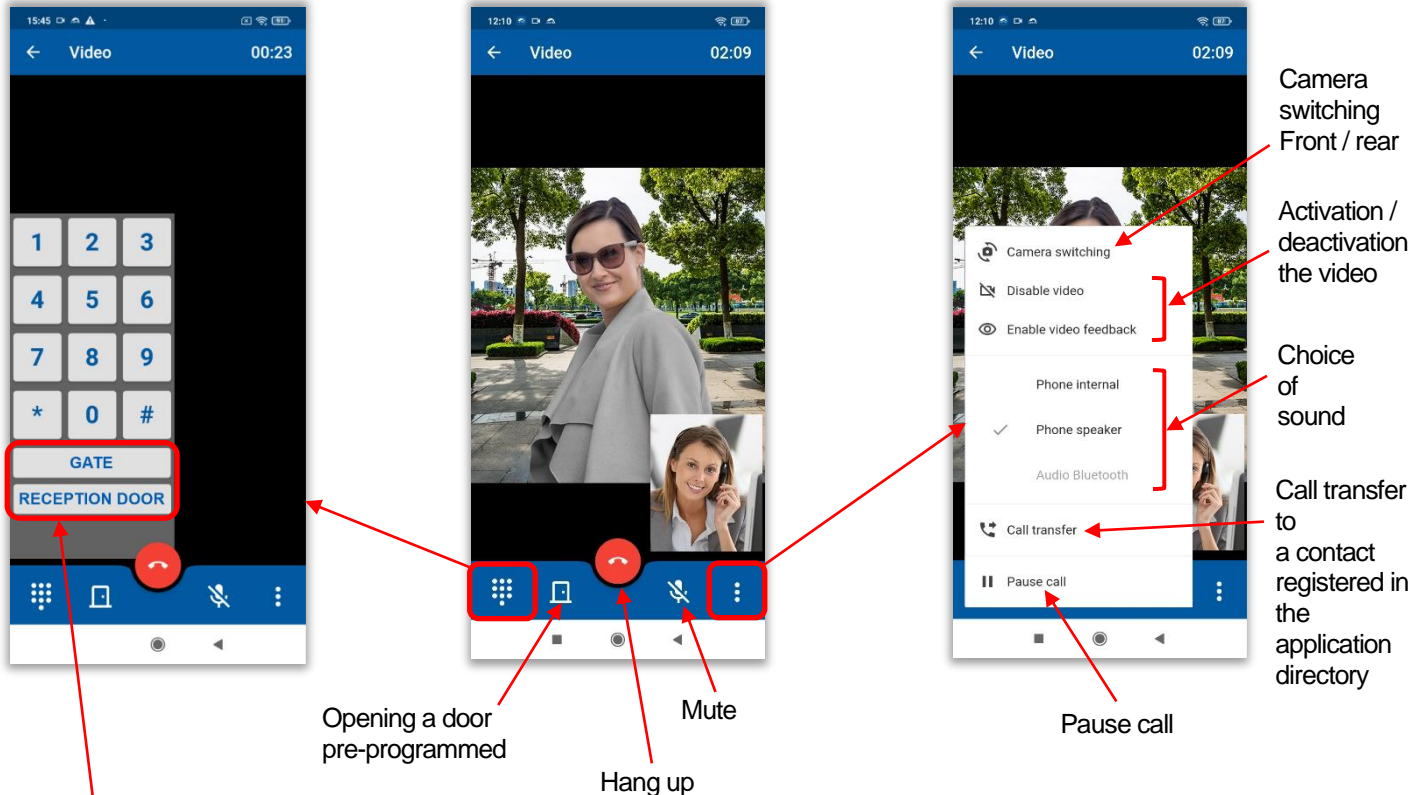 15:45
91
Video
00:23
1 2 3
4 5 6
7 8 9
* 0 #
GATE
RECEPTION DOOR
12:10
87
Video
02:09
Opening a door
pre-programmed
Hang up
Mute
12:10
87
Video
02:09
Camera switching
Disable video
Enable video feedback
Phone internal
Phone speaker
Audio Bluetooth
Call transfer
Pause call
Camera
switching
Front / rear
Activation /
deactivation
the video
Choice
of
sound
Call transfer
to
a contact
registered in
the
application
directory
Pause call